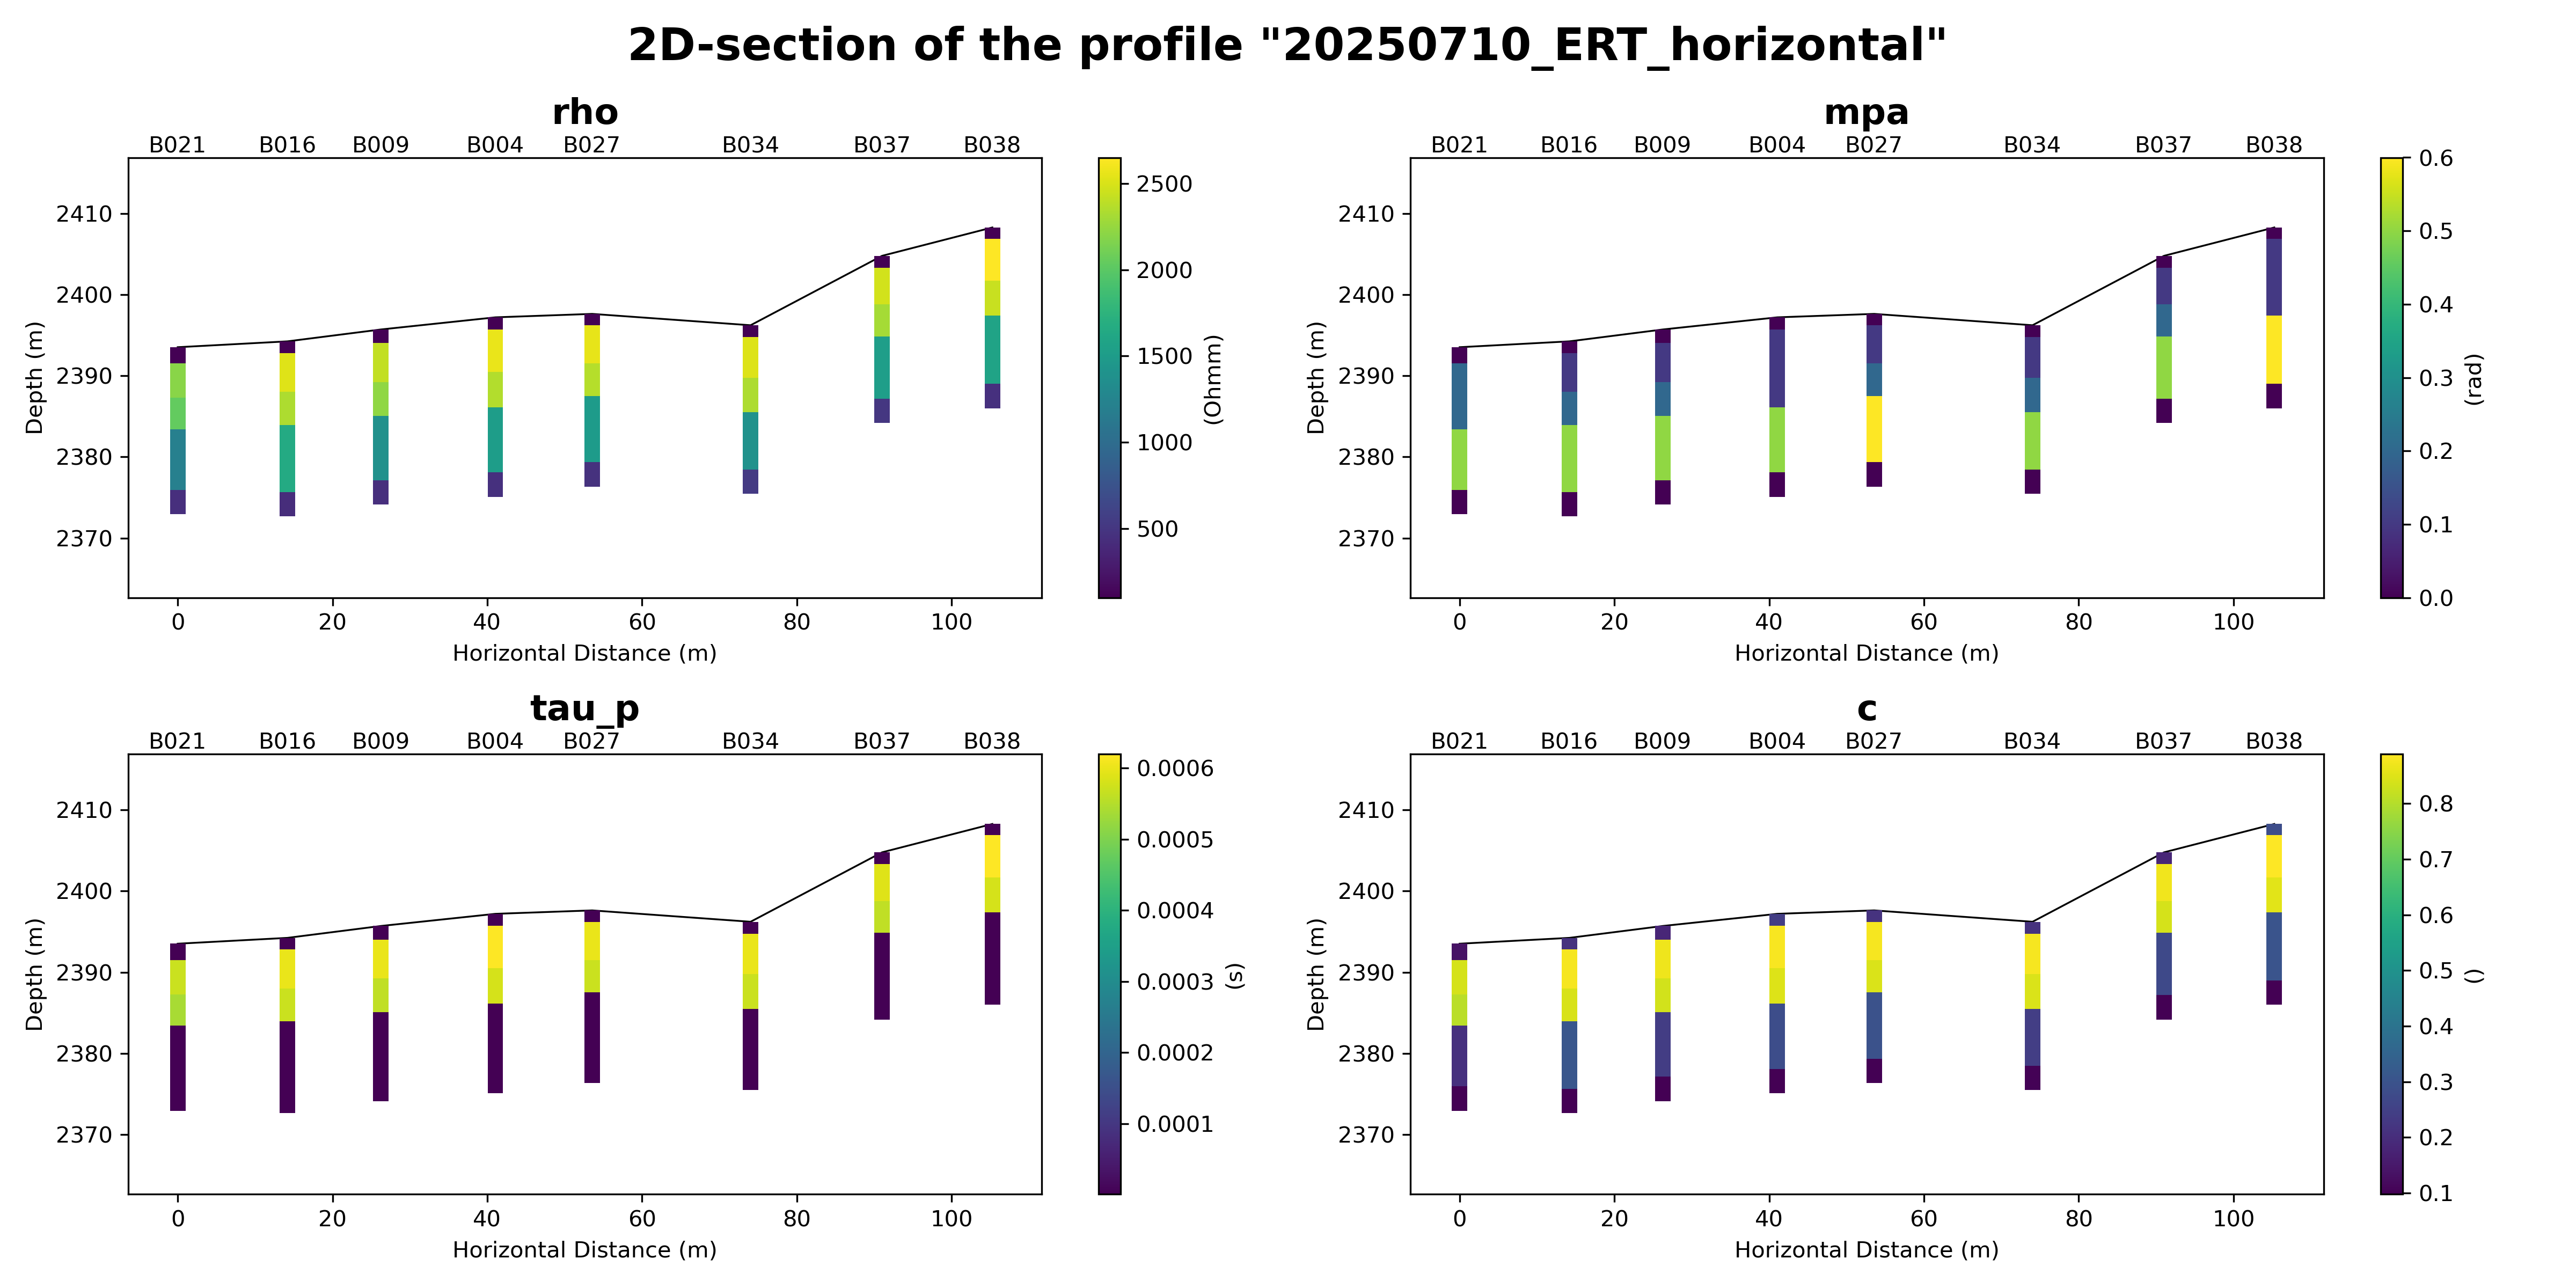 2D-section of the profile "20250710_ERT_horizontal"
rho
B021 B016 B009 B004 B027 B034 B037 B038
2410
2400
2390
2380
2370
Depth (m)
0 20 40 60 80 100
Horizontal Distance (m)
2500
2000
1500
1000
500
(Ohmm)
mpa
B021 B016 B009 B004 B027 B034 B037 B038
2410
2400
2390
2380
2370
Depth (m)
0 20 40 60 80 100
Horizontal Distance (m)
0.6
0.5
0.4
0.3
0.2
0.1
0.0
(rad)
tau_p
B021 B016 B009 B004 B027 B034 B037 B038
2410
2400
2390
2380
2370
Depth (m)
0 20 40 60 80 100
Horizontal Distance (m)
0.0006
0.0005
0.0004
0.0003
0.0002
0.0001
(s)
c
B021 B016 B009 B004 B027 B034 B037 B038
2410
2400
2390
2380
2370
Depth (m)
0 20 40 60 80 100
Horizontal Distance (m)
0.8
0.7
0.6
0.5
0.4
0.3
0.2
0.1
()